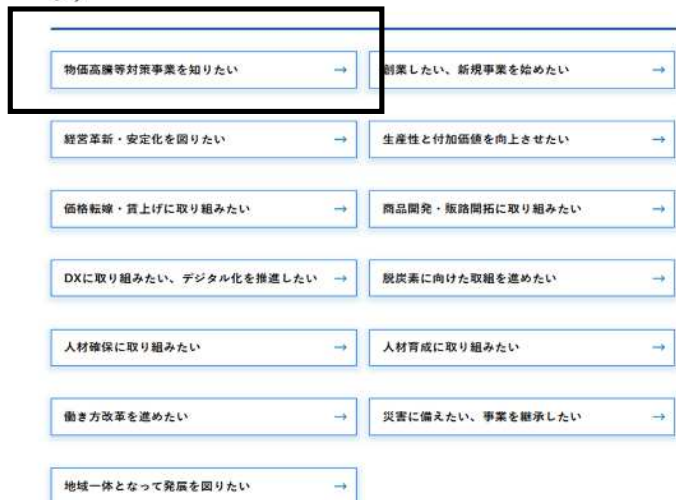 物価高騰等対策事業を知りたい →
創業したい、新規事業を始めたい →
経営革新・安定化を図りたい →
生産性と付加価値を向上させたい →
価格転嫁・賃上げに取り組みたい →
商品開発・販路開拓に取り組みたい →
DXに取り組みたい、デジタル化を推進したい →
脱炭素に向けた取組を進めたい →
人材確保に取り組みたい →
人材育成に取り組みたい →
働き方改革を進めたい →
災害に備えたい、事業を継承したい →
地域一体となって発展を図りたい →